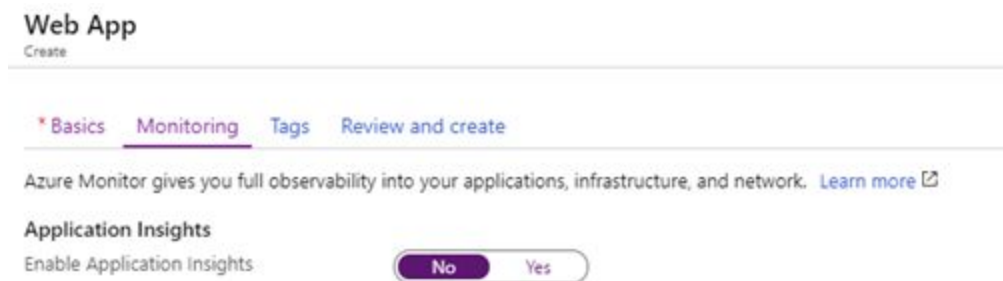 Web App
Create
* Basics Monitoring Tags Review and create
Azure Monitor gives you full observability into your applications, infrastructure, and network. Learn more
Application Insights
Enable Application Insights No Yes